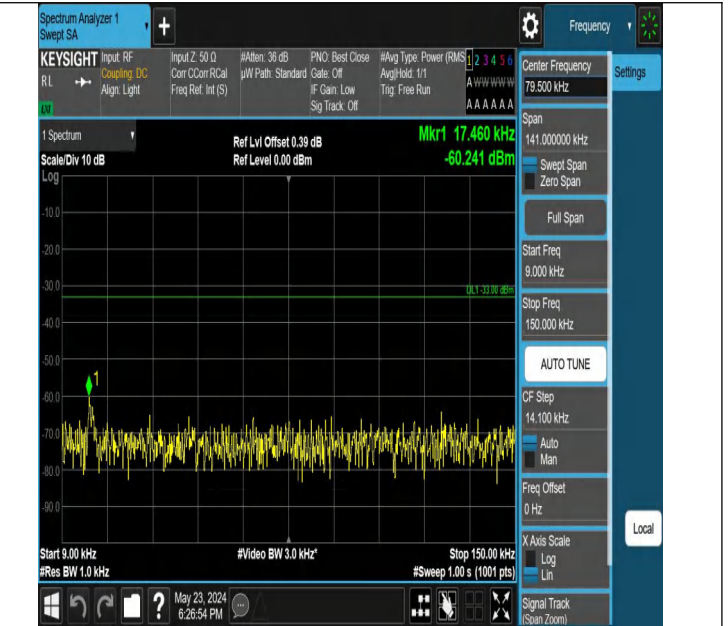 Spectrum Analyzer 1
Swept SA
+
Frequency
KEYSIGHT
RL
Input: RF
Coupling: DC
Align: Light
Input Z: 50 Ω
Corr CCorr RCal
Freq Ref: Int (S)
#Atten: 36 dB
µW Path: Standard
PNO: Best Close
Gate: Off
IF Gain: Low
Sig Track: Off
#Avg Type: Power (RMS
Avg|Hold: 1/1
Trig: Free Run
1 2 3 4 5 6
A W W W W W
A A A A A A
1 Spectrum
Scale/Div 10 dB
Log
Ref Lvl Offset 0.39 dB
Ref Level 0.00 dBm
Mkr1 17.460 kHz
-60.241 dBm
-10.0
-20.0
-30.0
DL1 -33.00 dBm
-40.0
-50.0
1
-60.0
-70.0
-80.0
-90.0
Start 9.00 kHz
#Res BW 1.0 kHz
#Video BW 3.0 kHz*
Stop 150.00 kHz
#Sweep 1.00 s (1001 pts)
?
May 23, 2024
6:26:54 PM
Center Frequency
79.500 kHz
Settings
Span
141.000000 kHz
Swept Span
Zero Span
Full Span
Start Freq
9.000 kHz
Stop Freq
150.000 kHz
AUTO TUNE
CF Step
14.100 kHz
Auto
Man
Freq Offset
0 Hz
X Axis Scale
Log
Lin
Local
Signal Track
(Span Zoom)